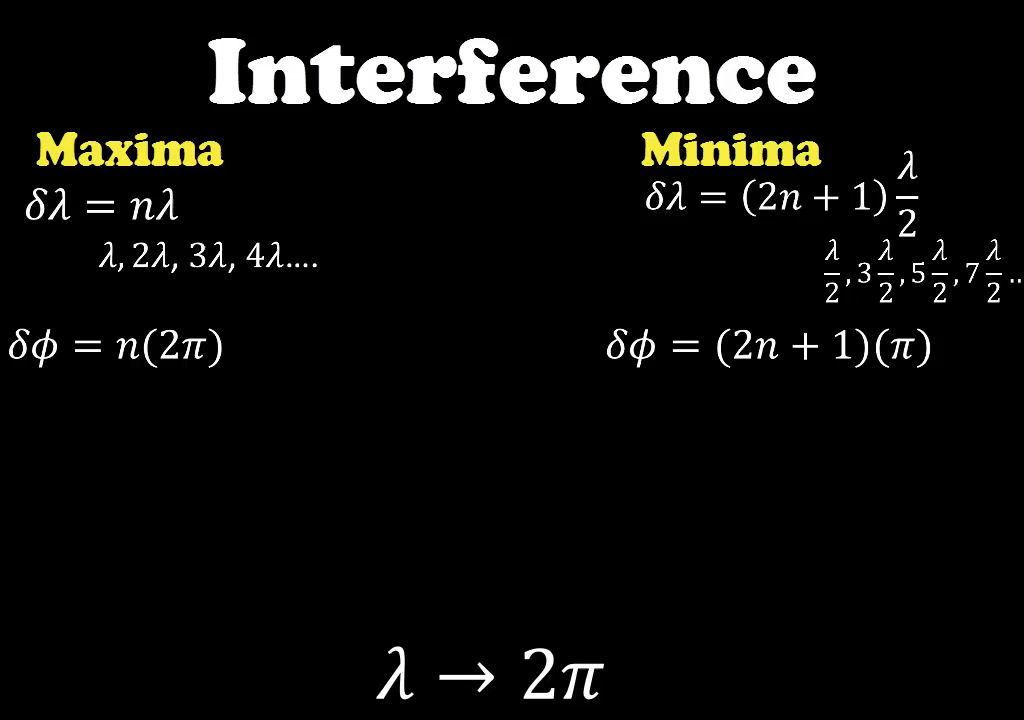 Interference
Maxima
δλ = nλ
λ, 2λ, 3λ, 4λ....
δϕ = n(2π)
Minima
δλ = (2n + 1) λ/2
λ/2, 3 λ/2, 5 λ/2, 7 λ/2 ..
δϕ = (2n + 1)(π)
λ → 2π